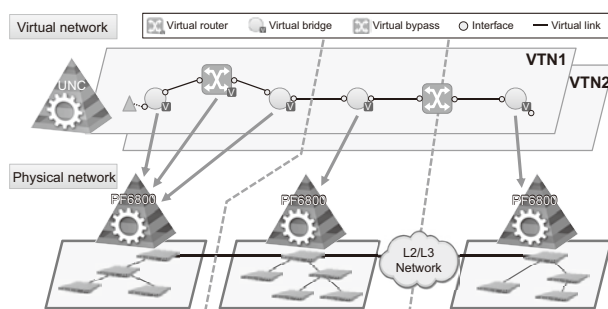 Virtual network
Virtual router
Virtual bridge
Virtual bypass
Interface
Virtual link
V
V
VTN1
VTN2
UNC
V
V
V
V
V
Physical network
PF6800
PF6800
PF6800
L2/L3
Network